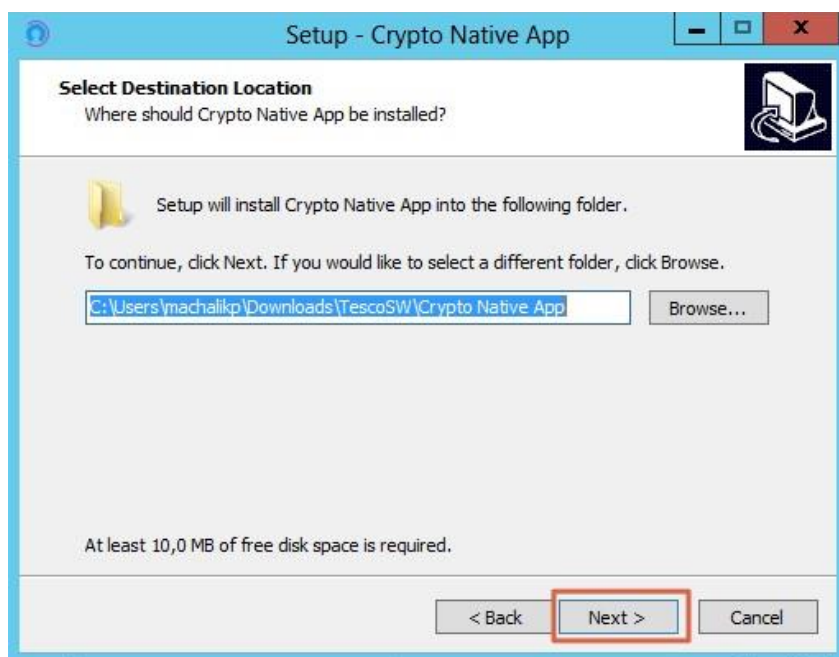 Setup - Crypto Native App
Select Destination Location
Where should Crypto Native App be installed?
Setup will install Crypto Native App into the following folder.
To continue, click Next. If you would like to select a different folder, click Browse.
C:\Users\machalikp\Downloads\TescoSW\Crypto Native App
Browse...
At least 10,0 MB of free disk space is required.
< Back
Next >
Cancel